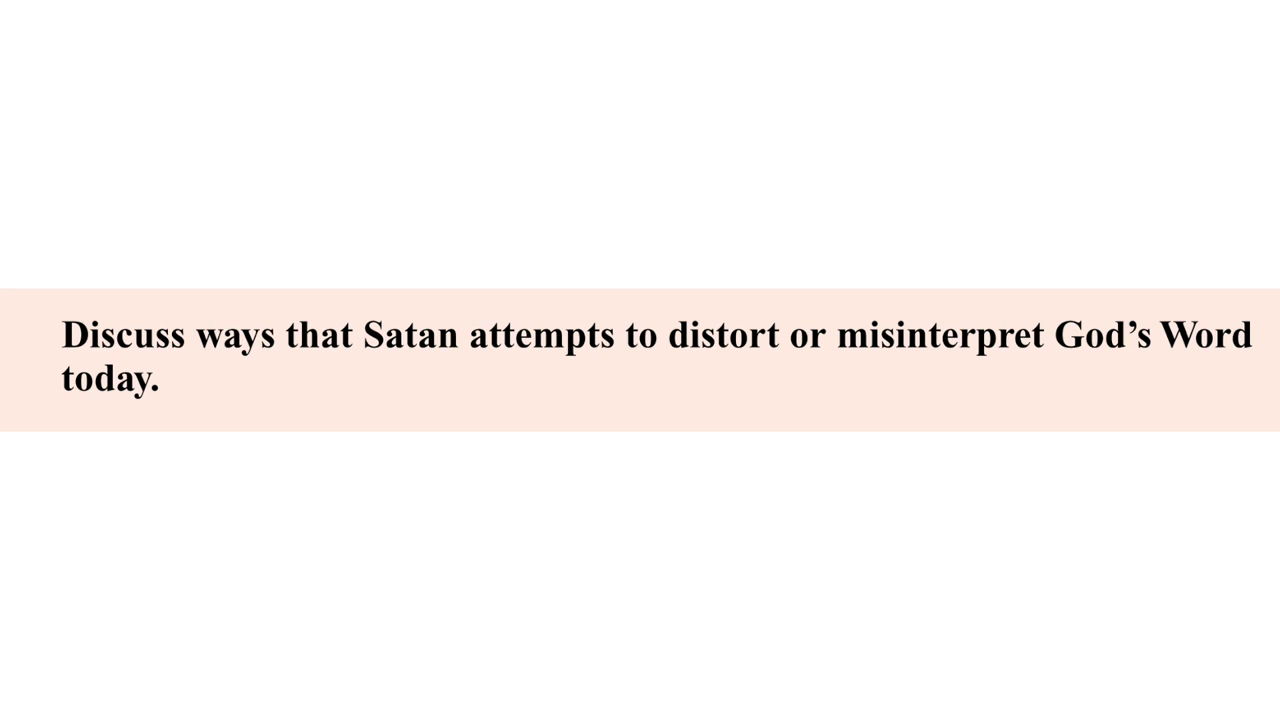 Discuss ways that Satan attempts to distort or misinterpret God’s Word
today.